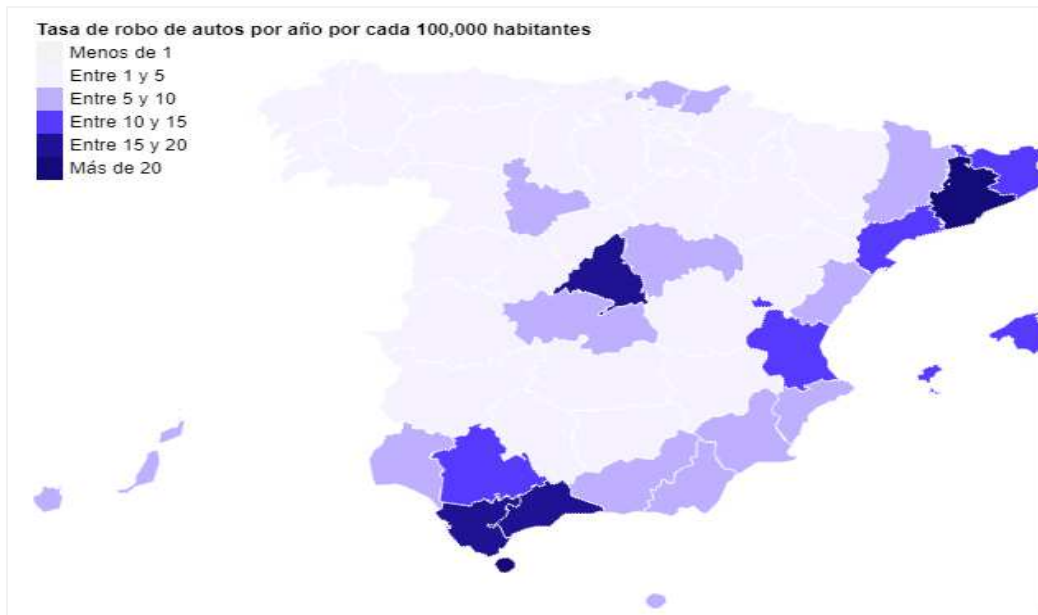 Tasa de robo de autos por año por cada 100,000 habitantes
Menos de 1
Entre 1 y 5
Entre 5 y 10
Entre 10 y 15
Entre 15 y 20
Más de 20